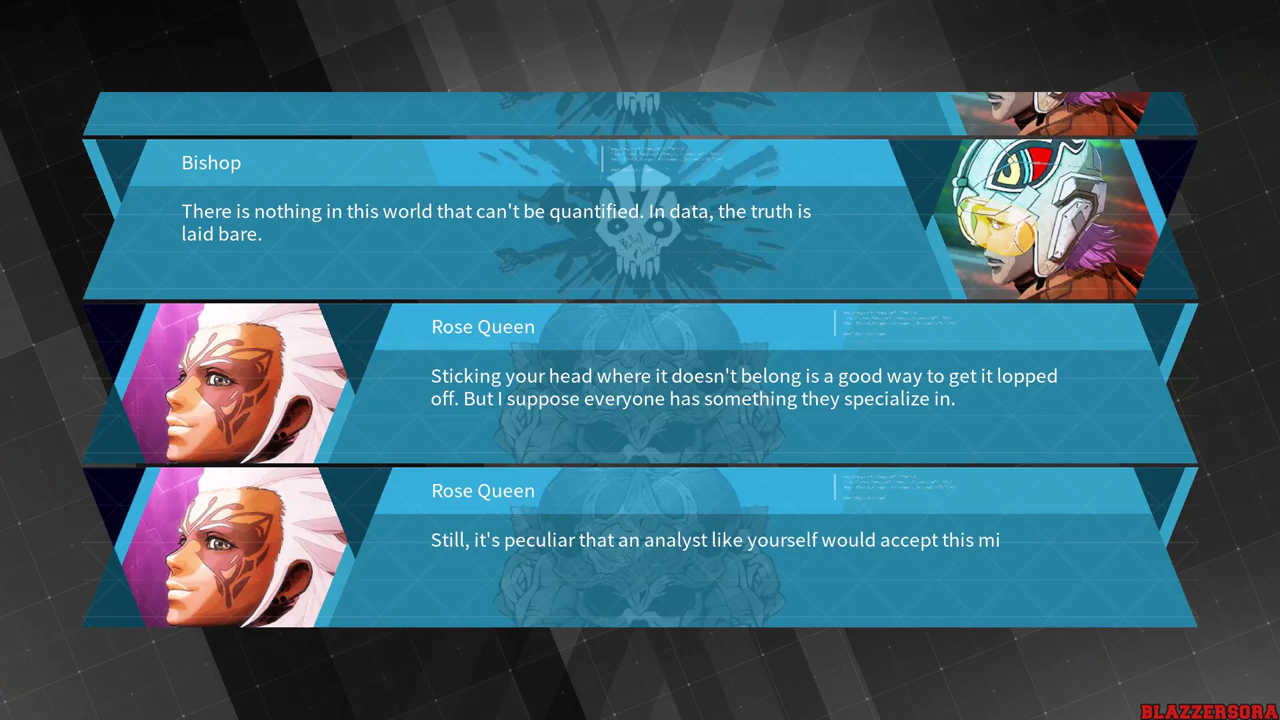 Bishop
There is nothing in this world that can't be quantified. In data, the truth is
laid bare.
Rose Queen
Sticking your head where it doesn't belong is a good way to get it lopped
off. But I suppose everyone has something they specialize in.
Rose Queen
Still, it's peculiar that an analyst like yourself would accept this mi
BLAZZERSORA